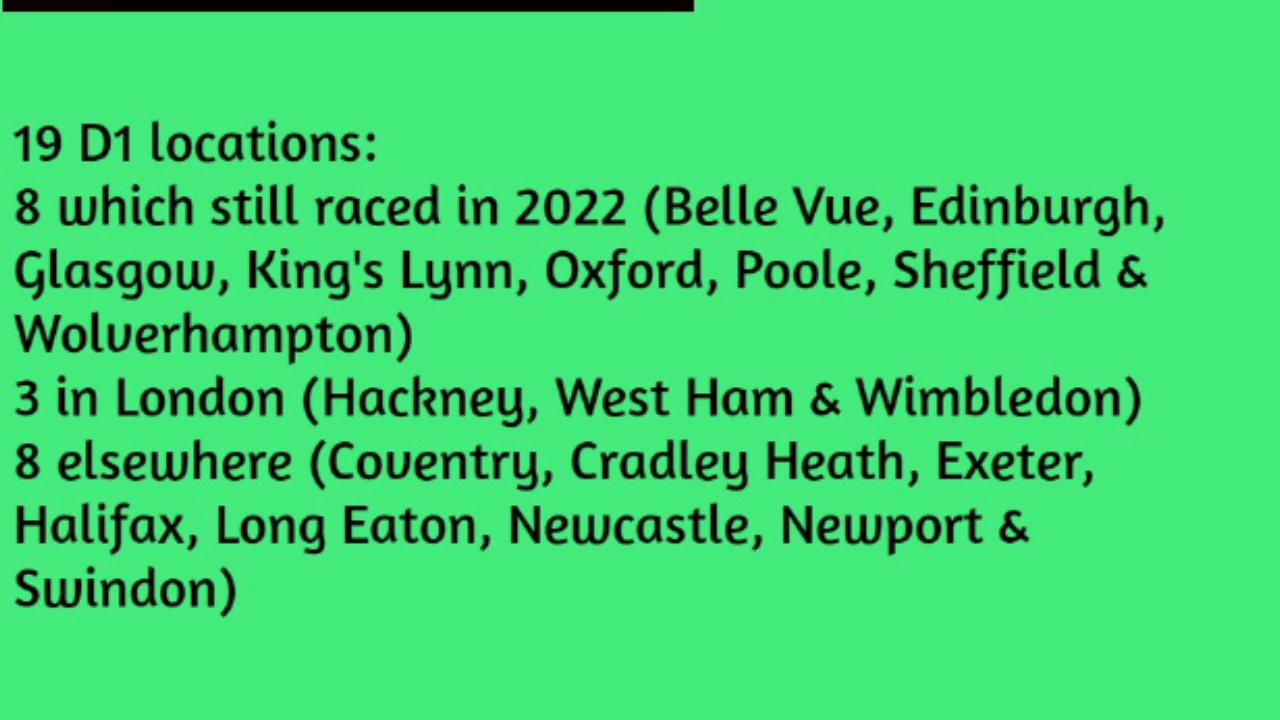 19 D1 locations:
8 which still raced in 2022 (Belle Vue, Edinburgh,
Glasgow, King's Lynn, Oxford, Poole, Sheffield &
Wolverhampton)
3 in London (Hackney, West Ham & Wimbledon)
8 elsewhere (Coventry, Cradley Heath, Exeter,
Halifax, Long Eaton, Newcastle, Newport &
Swindon)